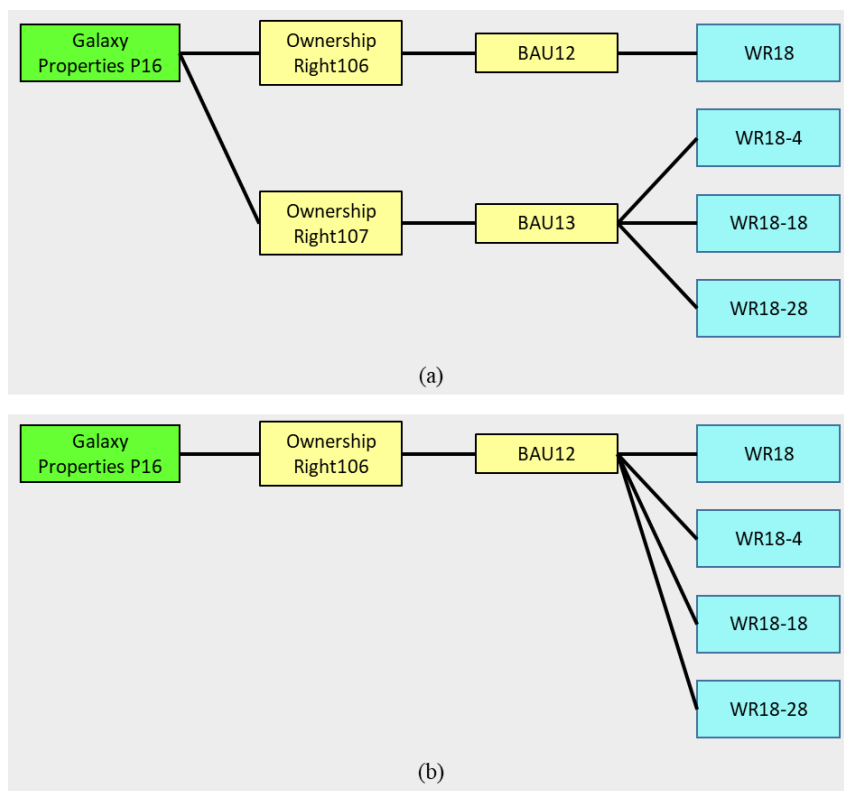 Galaxy
Properties P16
Ownership
Right106
BAU12
WR18
WR18-4
Ownership
Right107
BAU13
WR18-18
WR18-28
(a)
Galaxy
Properties P16
Ownership
Right106
BAU12
WR18
WR18-4
WR18-18
WR18-28
(b)